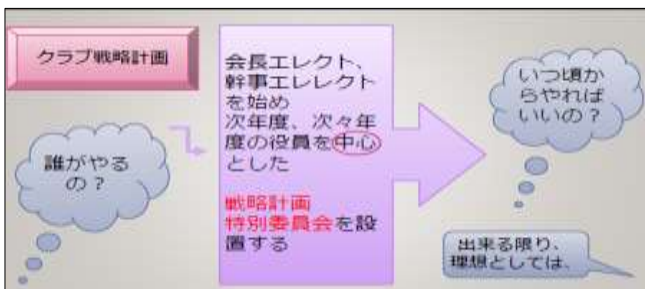 クラブ戦略計画
誰がやる
の？
会長エレクト、
幹事エレレクト
を始め
次年度、次々年
度の役員を中心
とした
戦略計画
特別委員会を設
置する
いつ頃か
らやれば
いいの？
出来る限り、
理想としては、